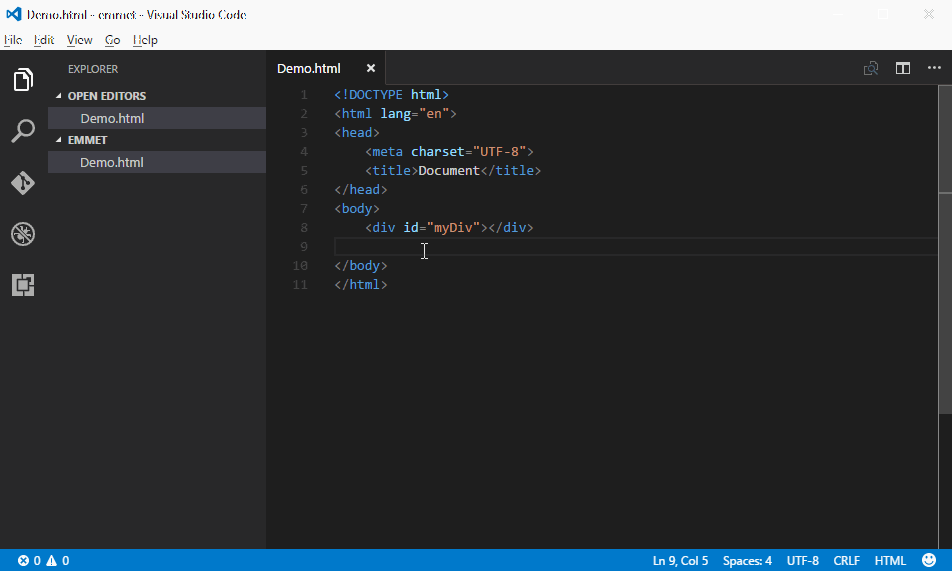 Demo.html - emmet - Visual Studio Code
File Edit View Go Help
EXPLORER
OPEN EDITORS
Demo.html
EMMET
Demo.html
Demo.html
1 <!DOCTYPE html>
2 <html lang="en">
3 <head>
4 <meta charset="UTF-8">
5 <title>Document</title>
6 </head>
7 <body>
8 <div id="myDiv"></div>
9
10 </body>
11 </html>
0 0 Ln 9, Col 5 Spaces: 4 UTF-8 CRLF HTML